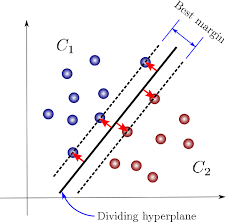 Best margin
C1
C2
Dividing hyperplane